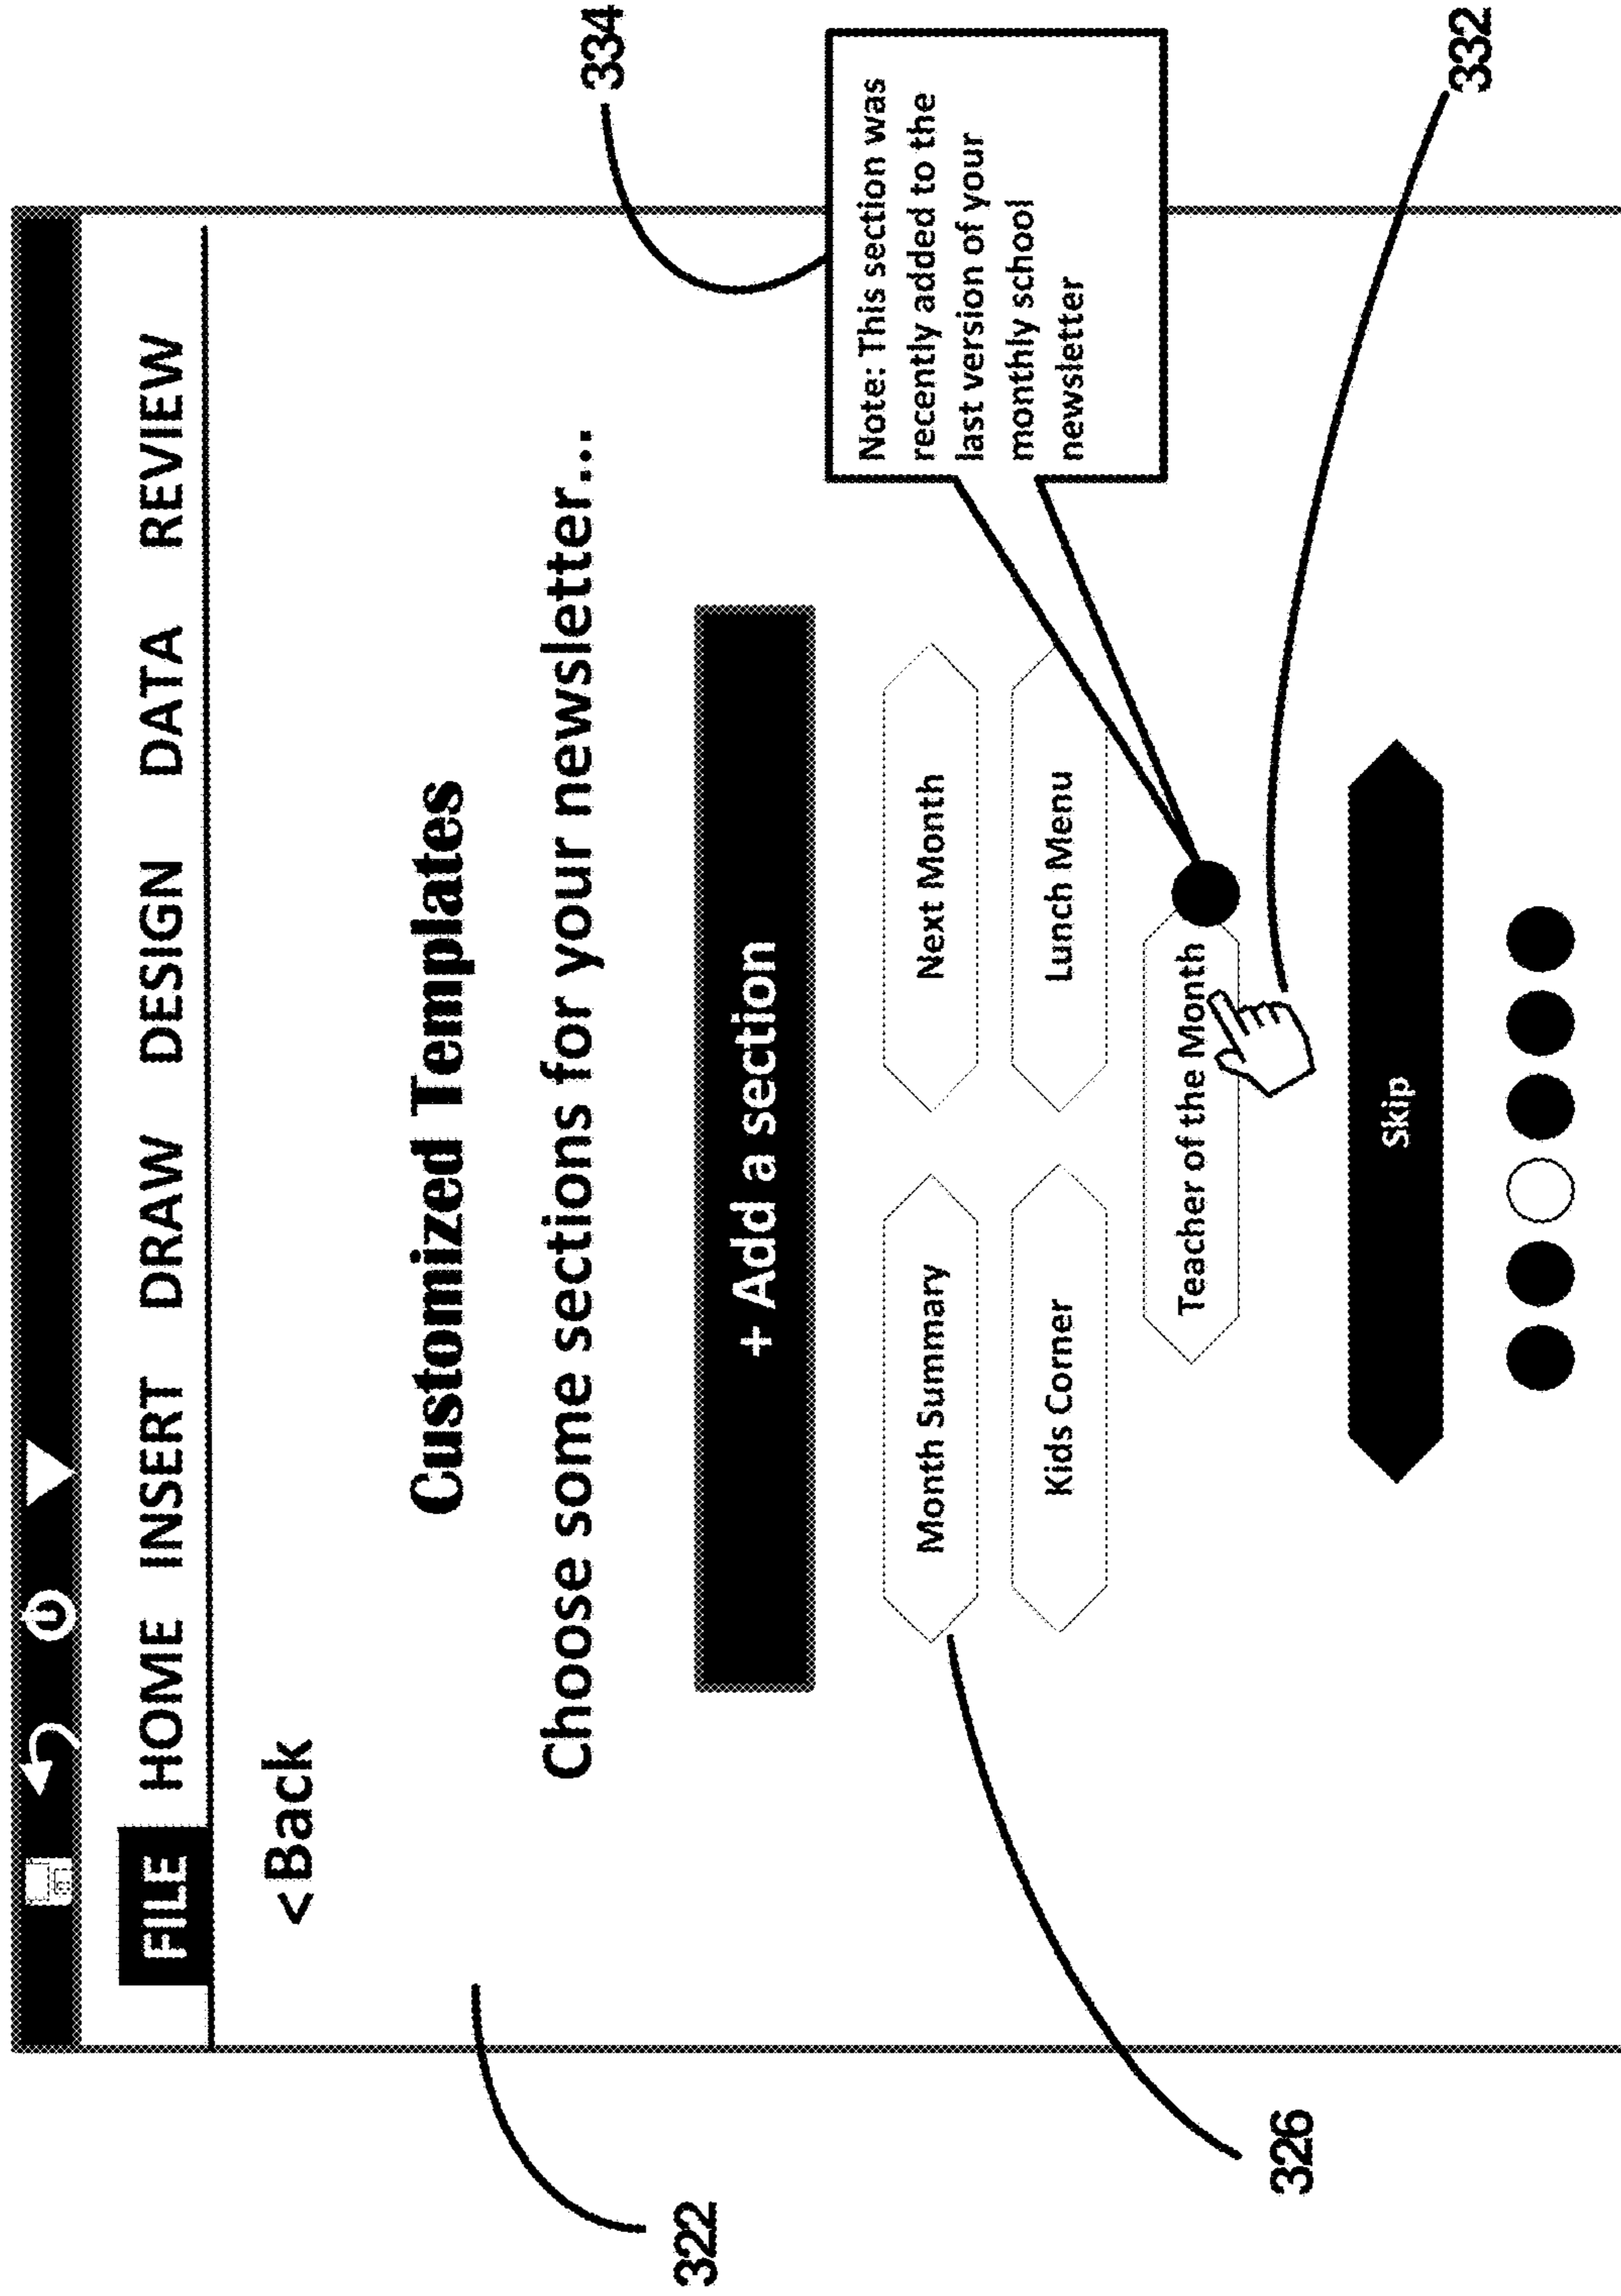 FILE HOME INSERT DRAW DESIGN DATA REVIEW
<Back
Customized Templates
Choose some sections for your newsletter...
334
+ Add a section
Month Summary
Next Month
Kids Corner
Lunch Menu
Teacher of the Month
Note: This section was
recently added to the
last version of your
monthly school
newsletter
Skip
322
326
332